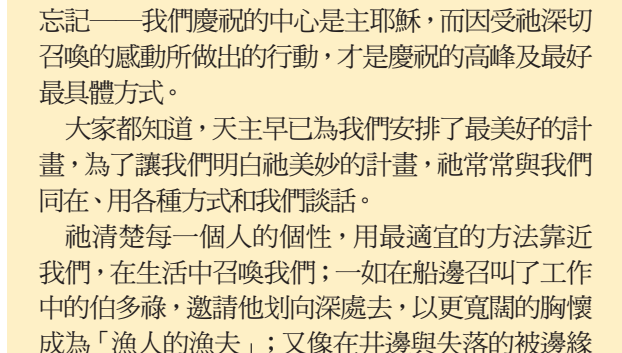 忘記──我們慶祝的中心是主耶穌，而因受祂深切
召喚的感動所做出的行動，才是慶祝的高峰及最好
最具體方式。
大家都知道，天主早已為我們安排了最美好的計
畫，為了讓我們明白祂美妙的計畫，祂常常與我們
同在、用各種方式和我們談話。
祂清楚每一個人的個性，用最適宜的方法靠近
我們，在生活中召喚我們；一如在船邊召叫了工作
中的伯多祿，邀請他划向深處去，以更寬闊的胸懷
成為「漁人的漁夫」；又像在井邊與失落的被邊緣